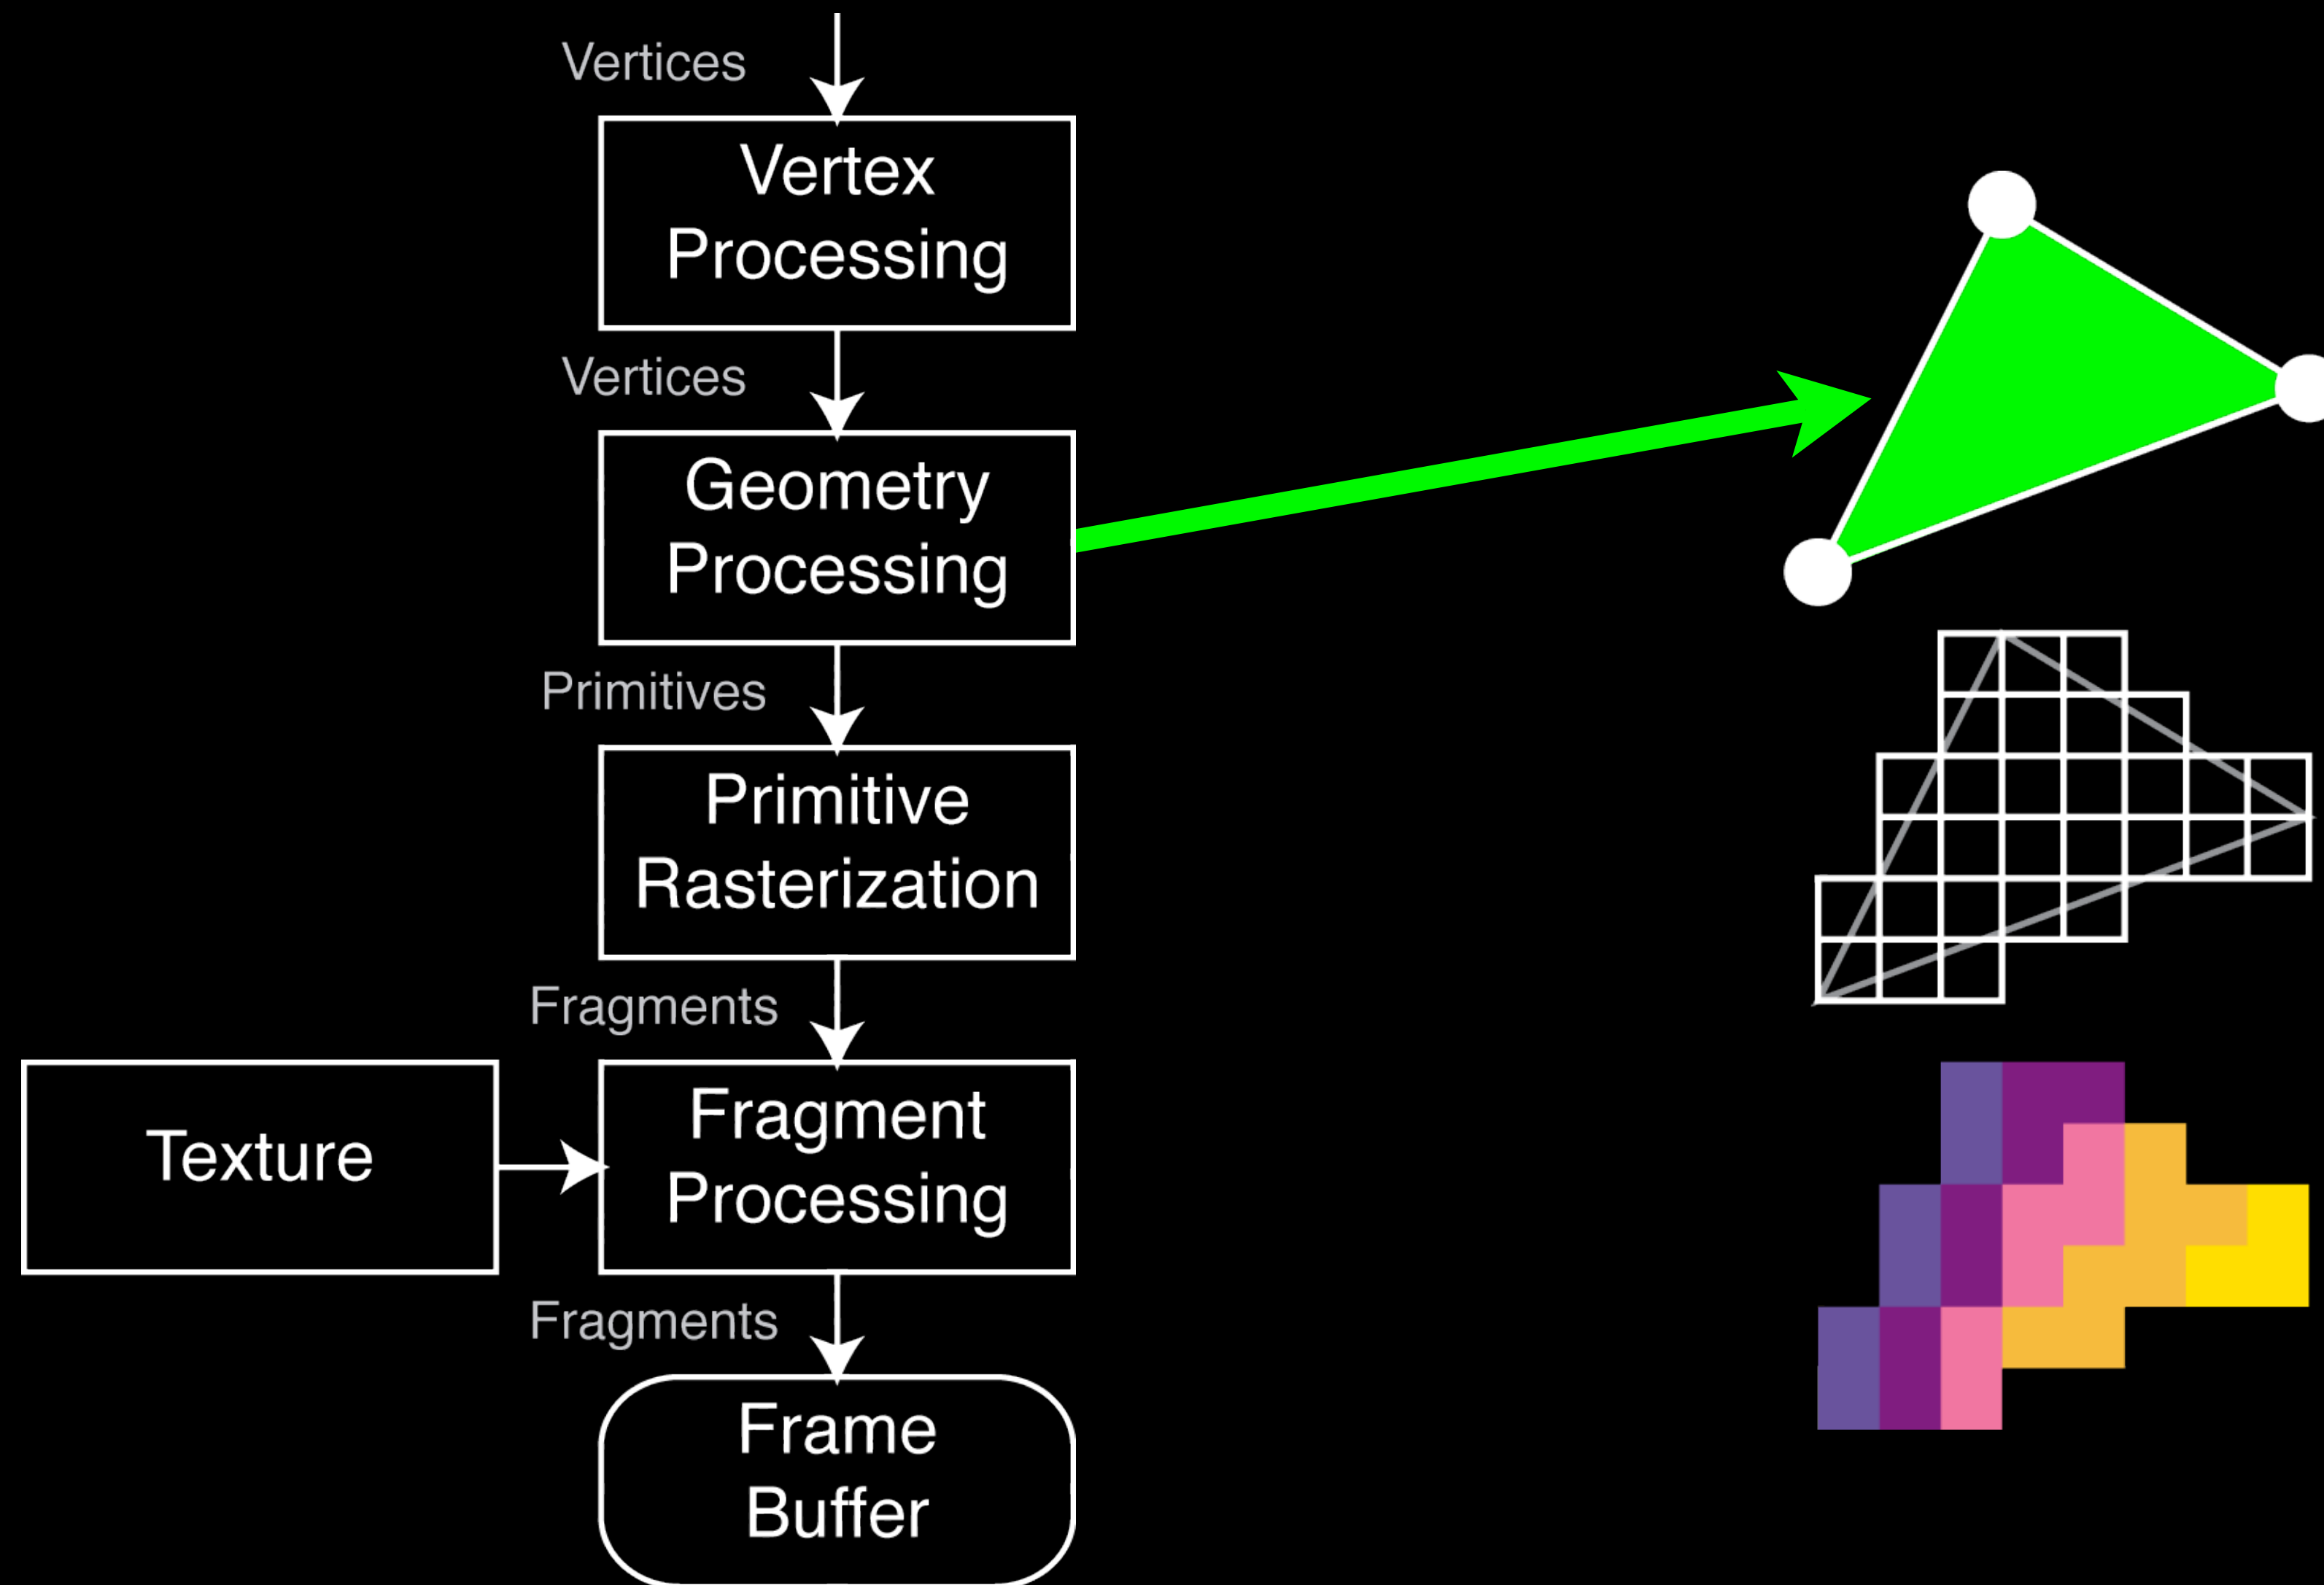 Vertices
Vertex
Processing
Vertices
Geometry
Processing
Primitives
Primitive
Rasterization
Fragments
Texture
Fragment
Processing
Fragments
Frame
Buffer